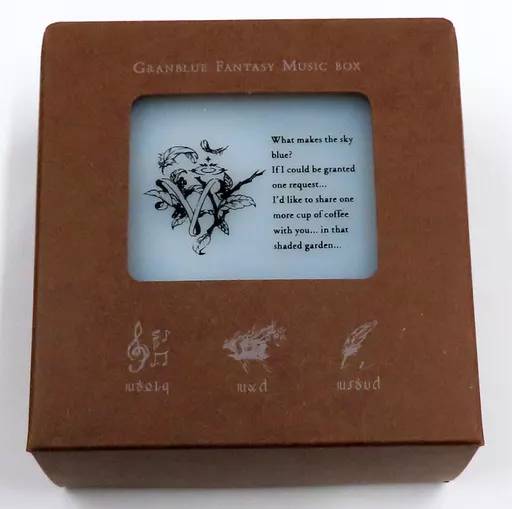 GRANBLUE FANTASY MUSIC BOX
What makes the sky
blue?
If I could be granted
one request...
I'd like to share one
more cup of coffee
with you... in that
shaded garden...